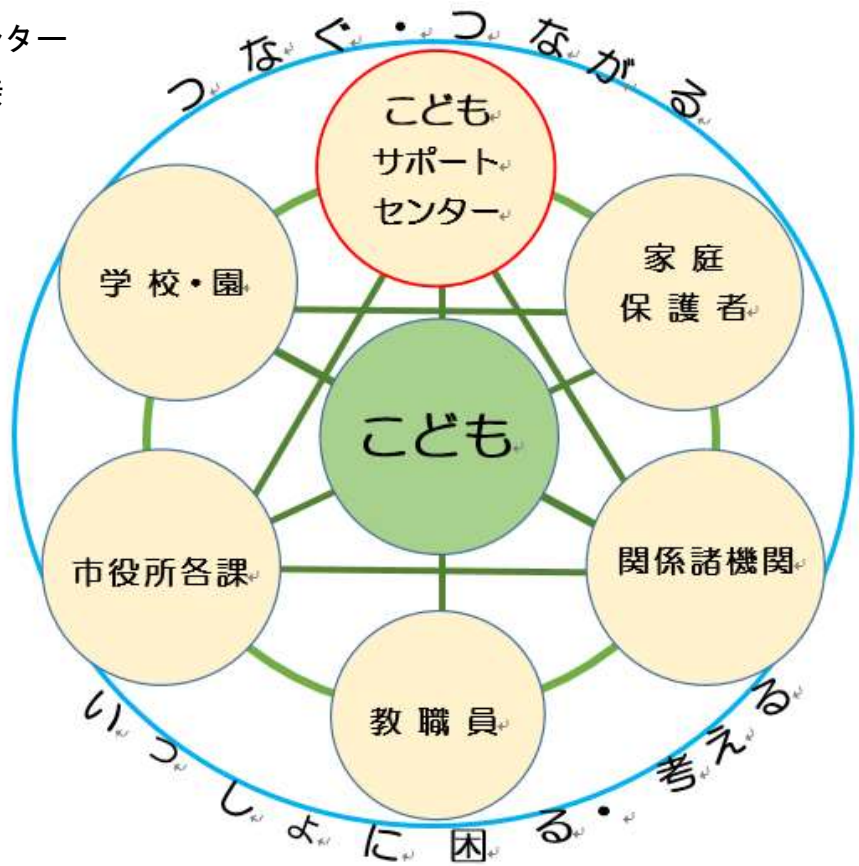 ター
つなぐ・つながる
こども
サポート
センター
学校・園
家庭
保護者
こども
市役所各課
関係諸機関
教職員
いっしょに困る・考える